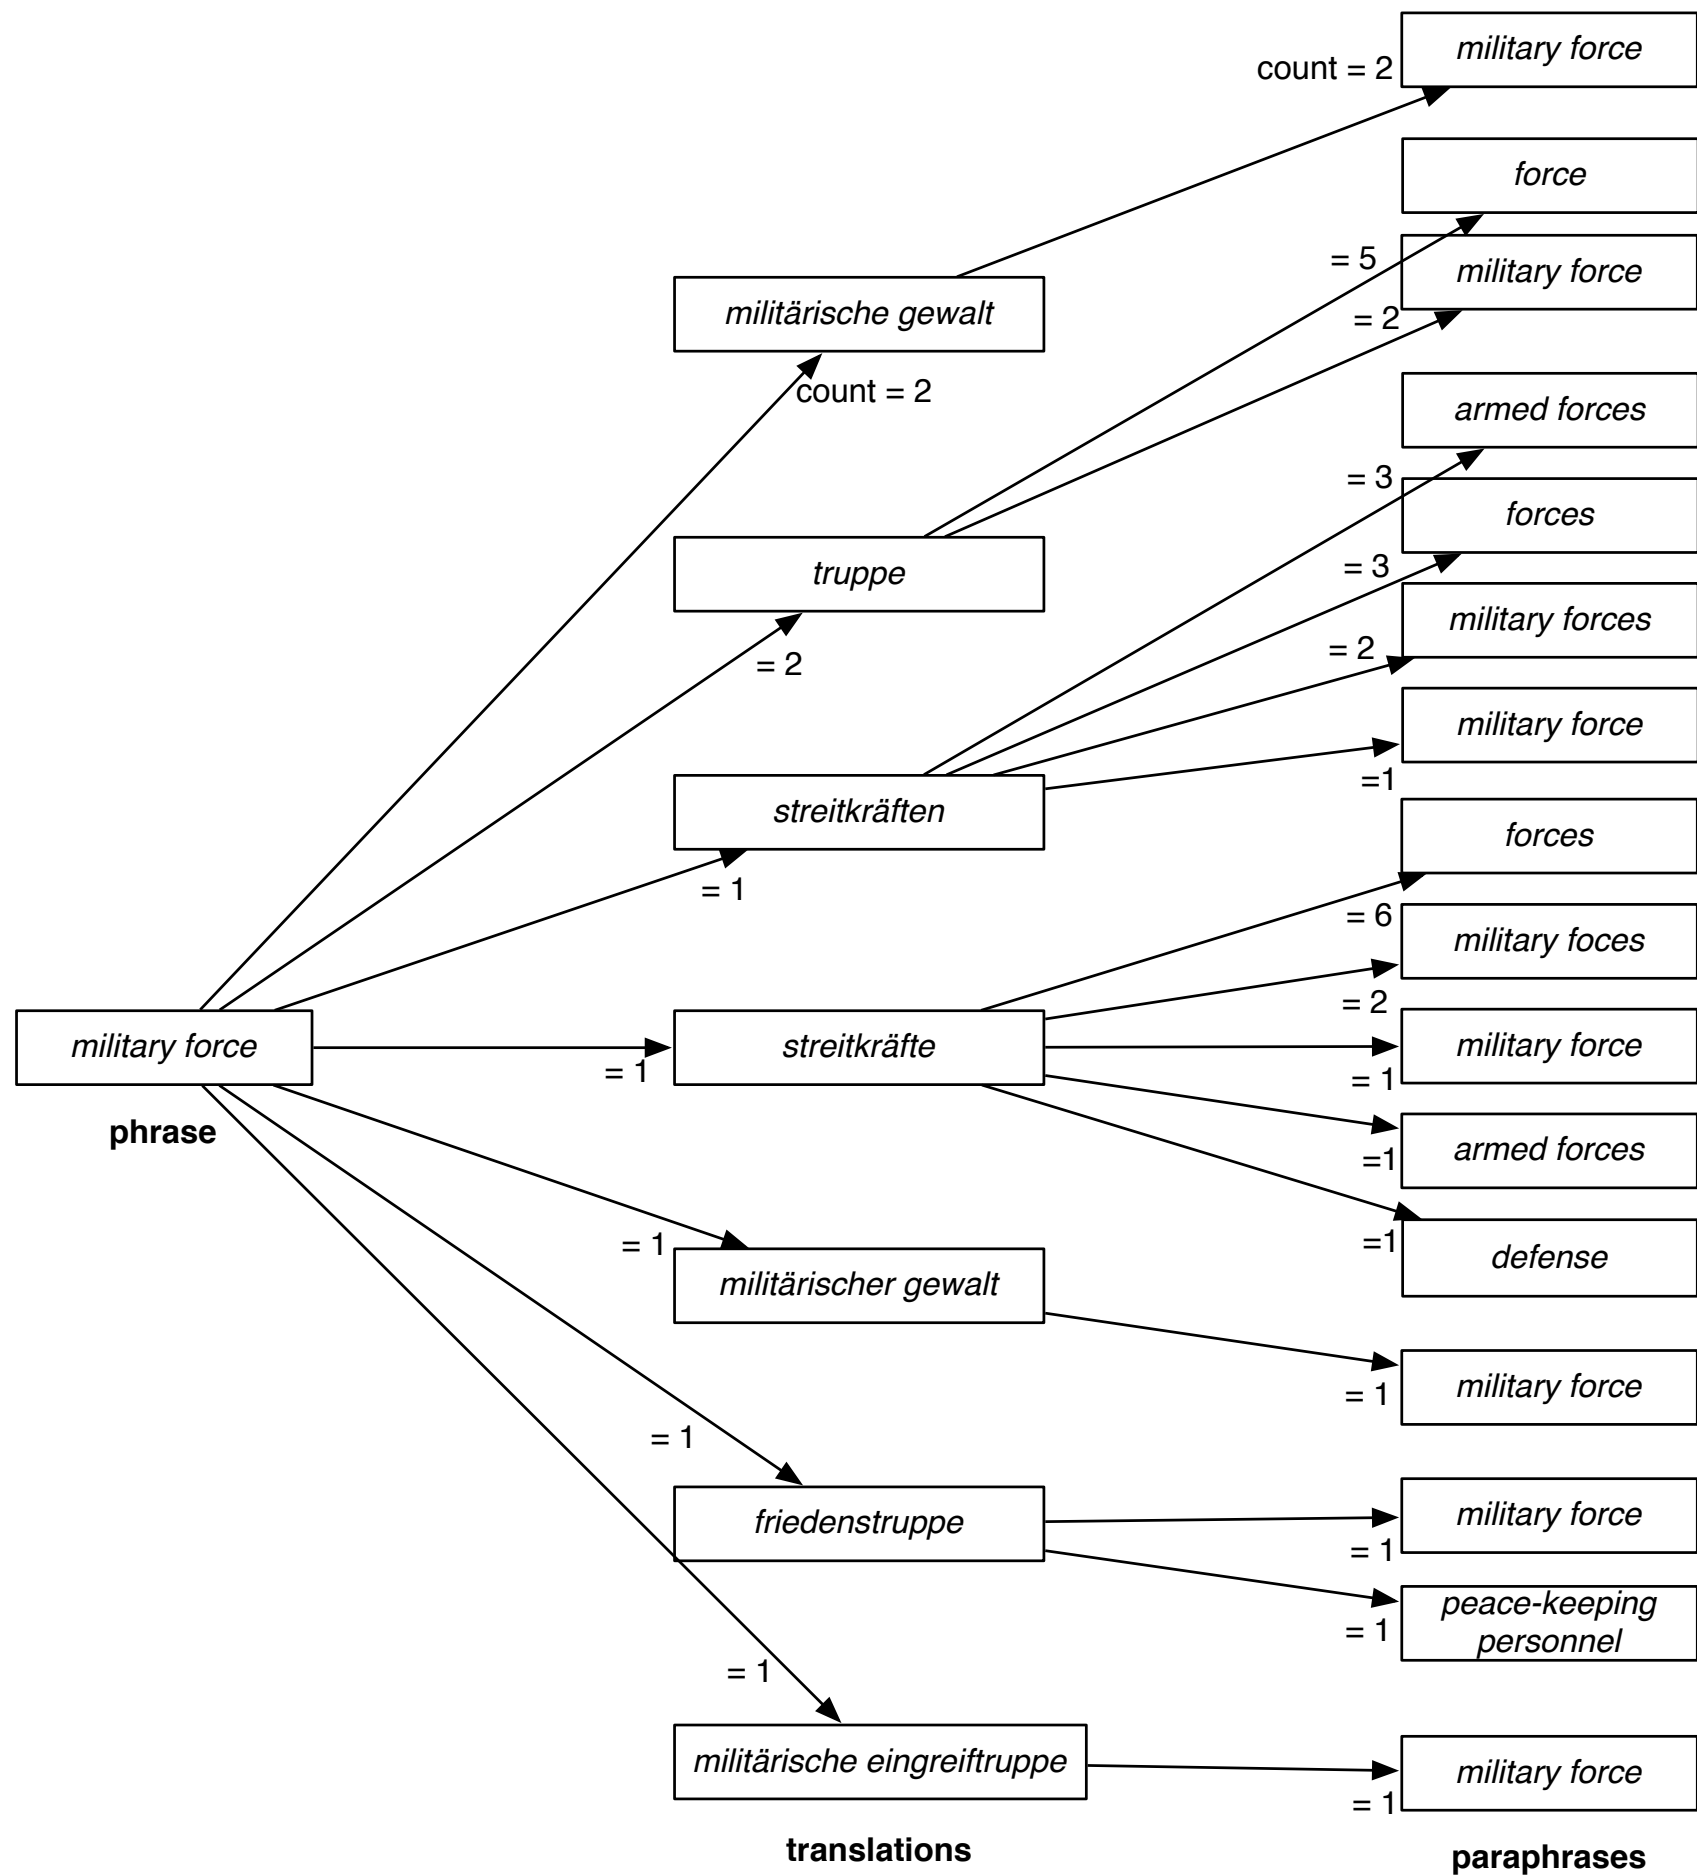 military force
count = 2
force
= 5
military force
= 2
militärische gewalt
count = 2
armed forces
= 3
forces
= 3
truppe
= 2
military forces
= 2
military force
=1
streitkräften
= 1
forces
= 6
military foces
= 2
military force
phrase
= 1
streitkräfte
military force
= 1
armed forces
=1
defense
=1
= 1
militärischer gewalt
military force
= 1
= 1
friedenstruppe
military force
= 1
peace-keeping
personnel
= 1
= 1
militärische eingreiftruppe
military force
= 1
translations
paraphrases